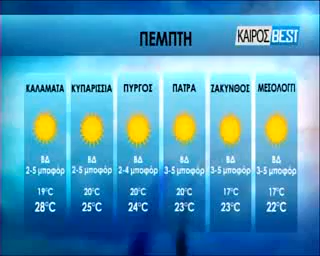 ΠΕΜΠΤΗ
ΚΑΙΡΟΣ BEST
ΚΑΛΑΜΑΤΑ ΚΥΠΑΡΙΣΣΙΑ ΠΥΡΓΟΣ ΠΑΤΡΑ ΖΑΚΥΝΘΟΣ ΜΕΣΟΛΟΓΓΙ
ΒΔ ΒΔ ΒΔ ΒΔ ΒΔ ΒΔ
2-5 μποφόρ 2-5 μποφόρ 2-4 μποφόρ 3-5 μποφόρ 3-5 μποφόρ 3-5 μποφόρ
19°C 20°C 20°C 20°C 17°C 17°C
28°C 25°C 24°C 23°C 23°C 22°C